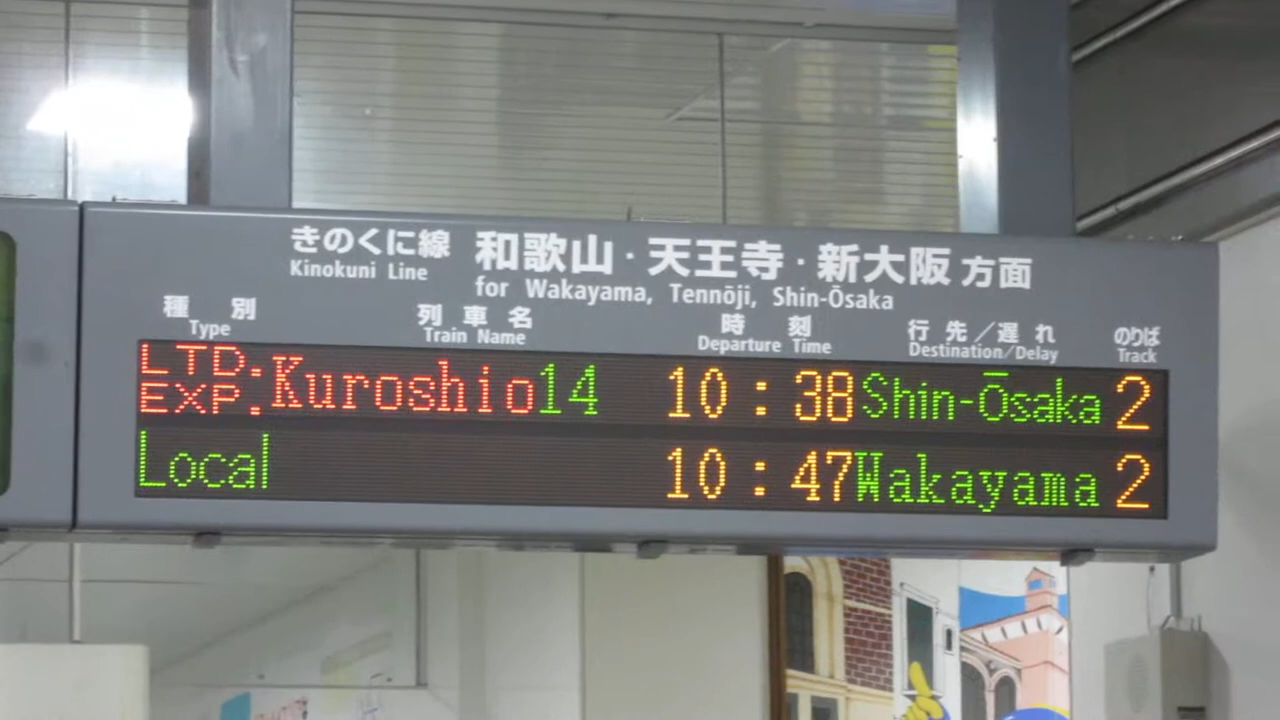 きのくに線 和歌山・天王寺・新大阪 方面
Kinokuni Line for Wakayama, Tennōji, Shin-Ōsaka
種別 列車名 時刻 行先／遅れ のりば
Type Train Name Departure Time Destination/Delay Track
LTD. EXP. Kuroshio14 10:38 Shin-Ōsaka 2
Local 10:47 Wakayama 2